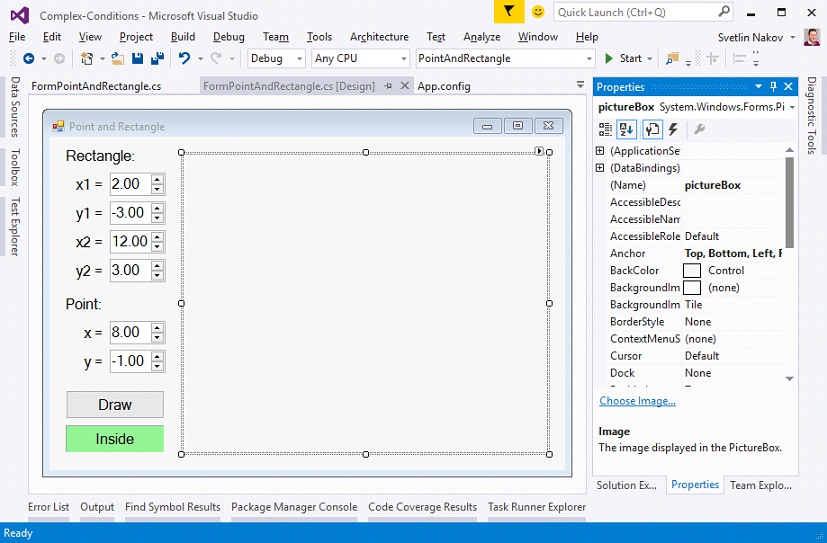 Complex-Conditions - Microsoft Visual Studio
Quick Launch (Ctrl+Q)
File Edit View Project Build Debug Team Tools Architecture Test Analyze Window Help Svetlin Nakov
Debug Any CPU PointAndRectangle Start
FormPointAndRectangle.cs FormPointAndRectangle.cs [Design] App.config
Data Sources
Toolbox
Test Explorer
Point and Rectangle
Rectangle:
x1 = 2.00
y1 = -3.00
x2 = 12.00
y2 = 3.00
Point:
x = 8.00
y = -1.00
Draw
Inside
Properties
pictureBox System.Windows.Forms.Pi
(ApplicationSe
(DataBindings)
(Name) pictureBox
AccessibleDesc
AccessibleNam
AccessibleRole Default
Anchor Top, Bottom, Left, R
BackColor Control
BackgroundIm (none)
BackgroundIm Tile
BorderStyle None
ContextMenuS (none)
Cursor Default
Dock None
Choose Image...
Image
The image displayed in the PictureBox.
Solution Ex... Properties Team Explo...
Diagnostic Tools
Error List Output Find Symbol Results Package Manager Console Code Coverage Results Task Runner Explorer
Ready